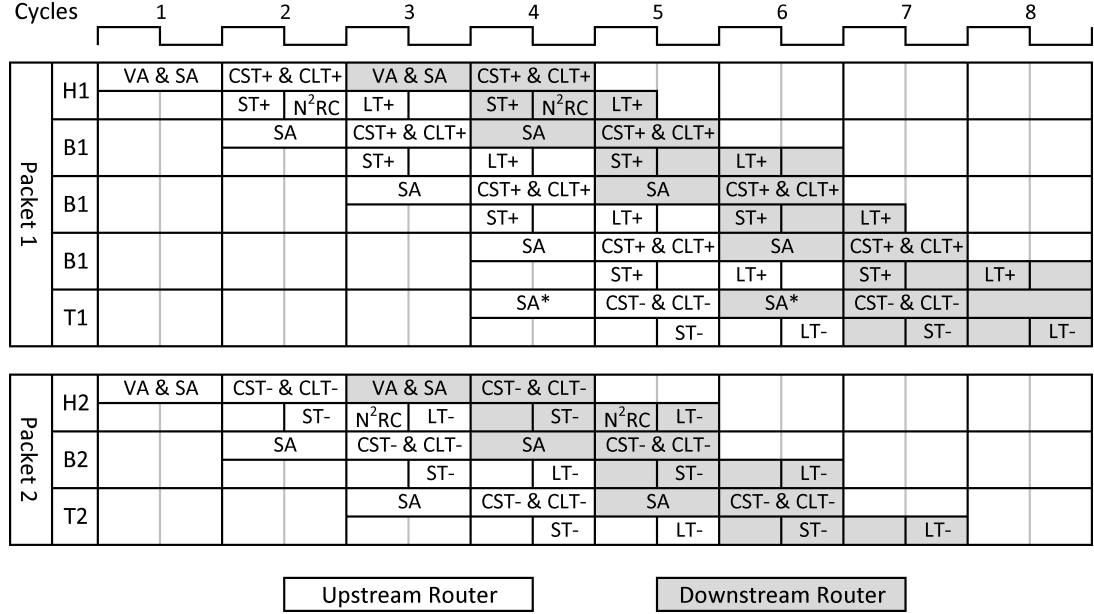 Cycles 1 2 3 4 5 6 7 8
Packet 1
H1 VA & SA CST+ & CLT+ VA & SA CST+ & CLT+
ST+ N²RC LT+ ST+ N²RC LT+
B1 SA CST+ & CLT+ SA CST+ & CLT+
ST+ LT+ ST+ LT+
B1 SA CST+ & CLT+ SA CST+ & CLT+
ST+ LT+ ST+ LT+
B1 SA CST+ & CLT+ SA CST+ & CLT+
ST+ LT+ ST+ LT+
T1 SA* CST- & CLT- SA* CST- & CLT-
ST- LT- ST- LT-
Packet 2
H2 VA & SA CST- & CLT- VA & SA CST- & CLT-
ST- N²RC LT- ST- N²RC LT-
B2 SA CST- & CLT- SA CST- & CLT-
ST- LT- ST- LT-
T2 SA CST- & CLT- SA CST- & CLT-
ST- LT- ST- LT-
Upstream Router Downstream Router